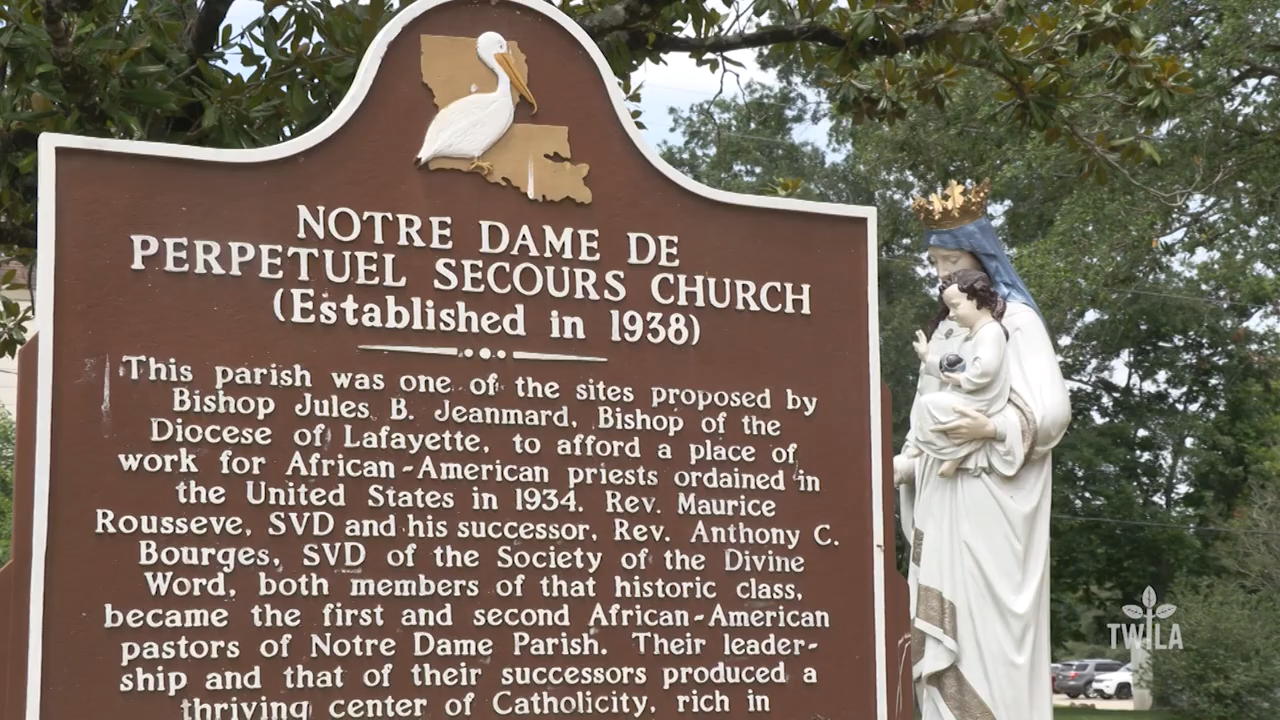 NOTRE DAME DE
PERPETUEL SECOURS CHURCH
(Established in 1938)
This parish was one of the sites proposed by
Bishop Jules B. Jeanmard, Bishop of the
Diocese of Lafayette, to afford a place of
work for African-American priests ordained in
the United States in 1934. Rev. Maurice
Rousseve, SVD and his successor, Rev. Anthony C.
Bourges, SVD of the Society of the Divine
Word, both members of that historic class,
became the first and second African-American
pastors of Notre Dame Parish. Their leader-
ship and that of their successors produced a
thriving center of Catholicity, rich in
TWILA